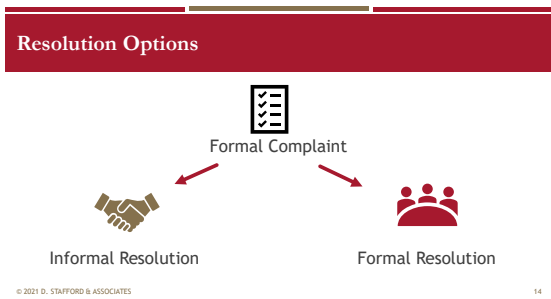 Resolution Options
Formal Complaint
Informal Resolution
Formal Resolution
© 2021 D. STAFFORD & ASSOCIATES
14